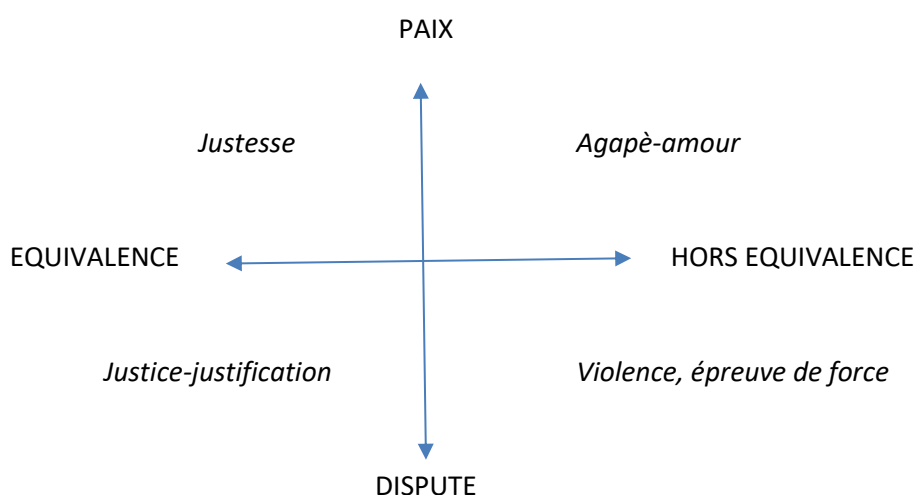 PAIX
Justesse
Agapè-amour
EQUIVALENCE
HORS EQUIVALENCE
Justice-justification
Violence, épreuve de force
DISPUTE